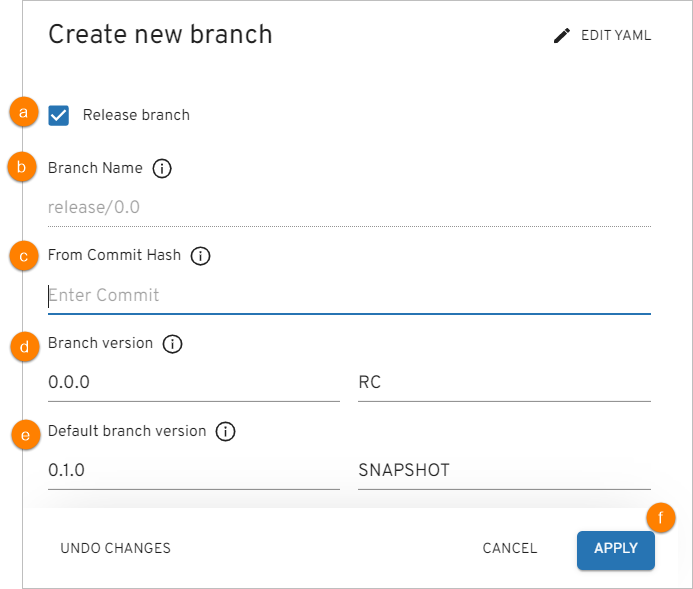 Create new branch
EDIT YAML
a
Release branch
b
Branch Name
release/0.0
c
From Commit Hash
Enter Commit
d
Branch version
0.0.0 RC
e
Default branch version
0.1.0 SNAPSHOT
f
UNDO CHANGES CANCEL APPLY